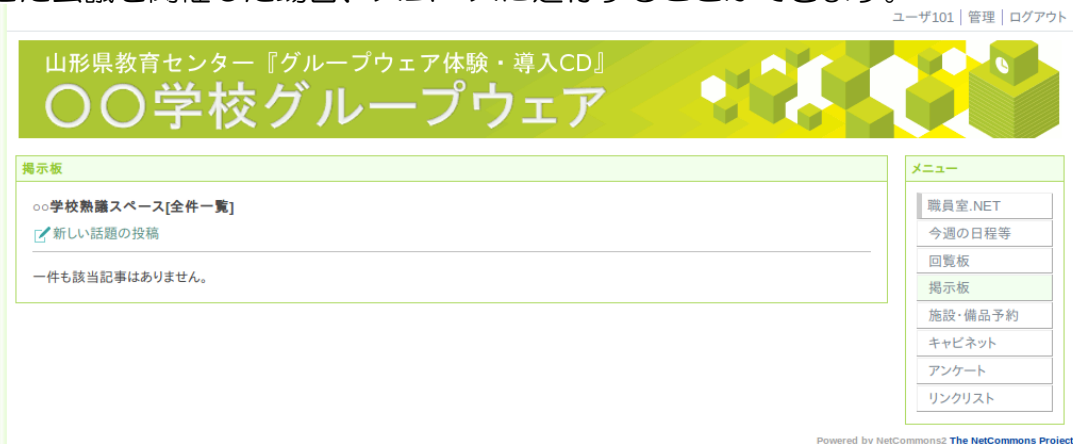 ユーザ101 | 管理 | ログアウト
山形県教育センター『グループウェア体験・導入CD』
〇〇学校グループウェア
掲示板
○○学校熟議スペース[全件一覧]
新しい話題の投稿
一件も該当記事はありません。
メニュー
職員室.NET
今週の日程等
回覧板
掲示板
施設・備品予約
キャビネット
アンケート
リンクリスト
Powered by NetCommons2 The NetCommons Project